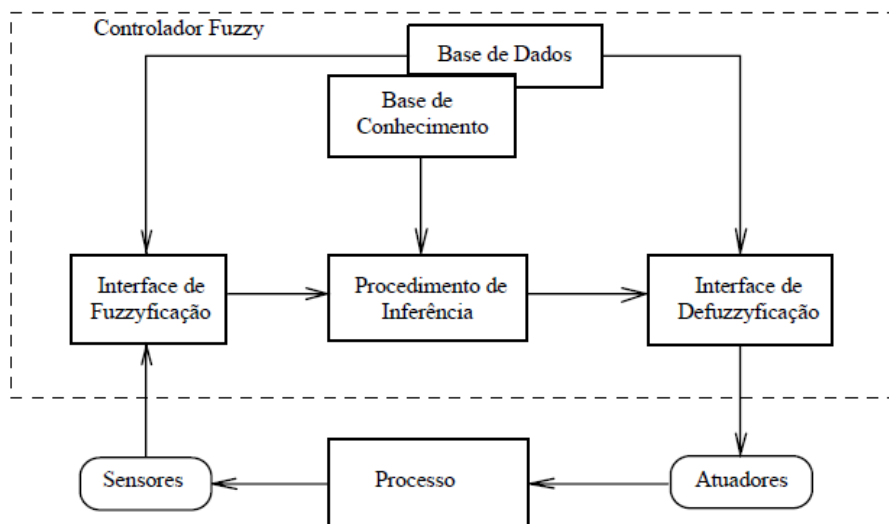 Controlador Fuzzy
Base de Dados
Base de
Conhecimento
Interface de
Fuzzyficação
Procedimento de
Inferência
Interface de
Defuzzyficação
Sensores
Processo
Atuadores